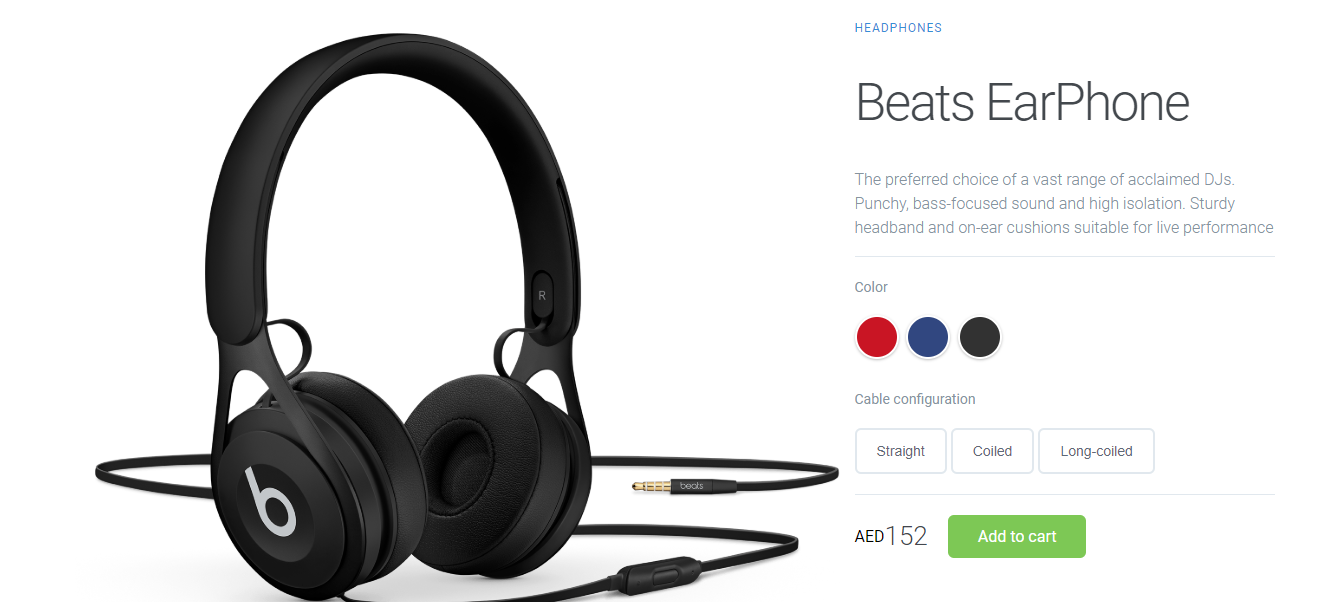 HEADPHONES
Beats EarPhone
The preferred choice of a vast range of acclaimed DJs.
Punchy, bass-focused sound and high isolation. Sturdy
headband and on-ear cushions suitable for live performance
Color
R
Cable configuration
Straight Coiled Long-coiled
beats
b
AED152 Add to cart